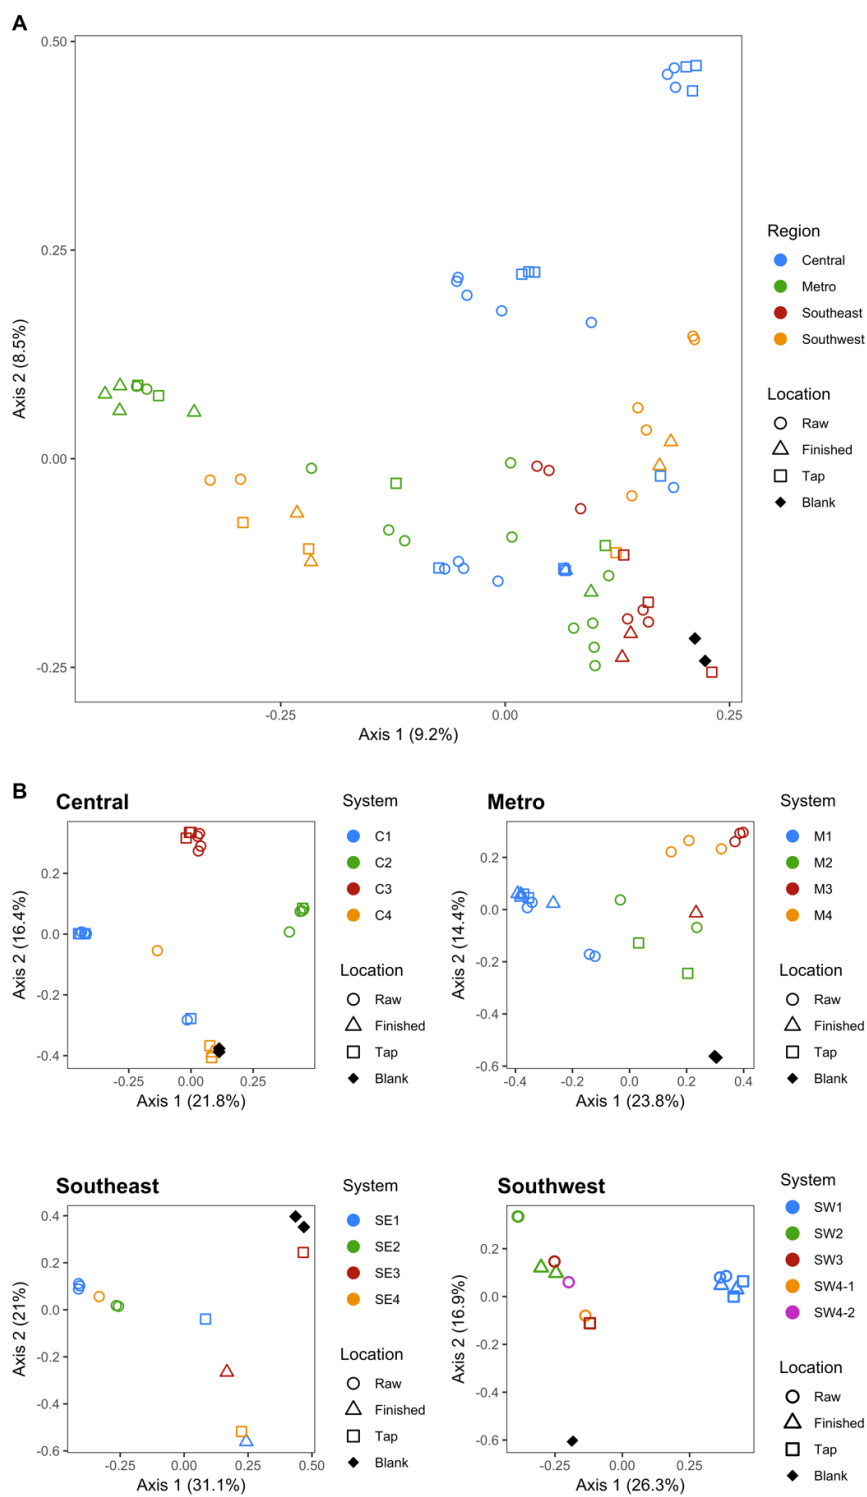 A
0.50
0.25
0.00
-0.25
Axis 2 (8.5%)
-0.25
0.00
0.25
Axis 1 (9.2%)
Region
Central
Metro
Southeast
Southwest
Location
Raw
Finished
Tap
Blank
B
Central
0.2
0.0
-0.2
-0.4
Axis 2 (16.4%)
-0.25
0.00
0.25
Axis 1 (21.8%)
System
C1
C2
C3
C4
Location
Raw
Finished
Tap
Blank
Metro
0.2
0.0
-0.2
-0.4
-0.6
Axis 2 (14.4%)
-0.4
-0.2
0.0
0.2
0.4
Axis 1 (23.8%)
System
M1
M2
M3
M4
Location
Raw
Finished
Tap
Blank
Southeast
0.4
0.2
0.0
-0.2
-0.4
-0.6
Axis 2 (21%)
-0.25
0.00
0.25
0.50
Axis 1 (31.1%)
System
SE1
SE2
SE3
SE4
Location
Raw
Finished
Tap
Blank
Southwest
0.2
0.0
-0.2
-0.4
-0.6
Axis 2 (16.9%)
-0.25
0.00
0.25
Axis 1 (26.3%)
System
SW1
SW2
SW3
SW4-1
SW4-2
Location
Raw
Finished
Tap
Blank